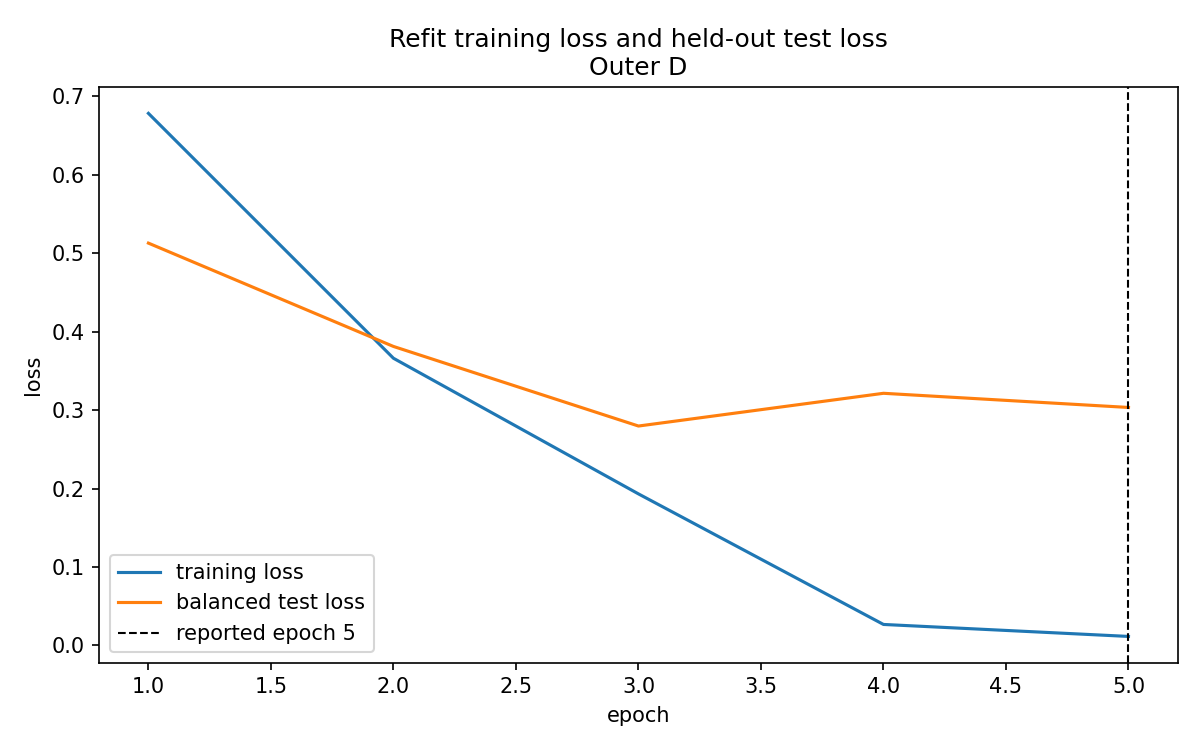 Refit training loss and held-out test loss
Outer D
0.7
0.6
0.5
0.4
0.3
0.2
0.1
0.0
loss
training loss
balanced test loss
reported epoch 5
1.0 1.5 2.0 2.5 3.0 3.5 4.0 4.5 5.0
epoch